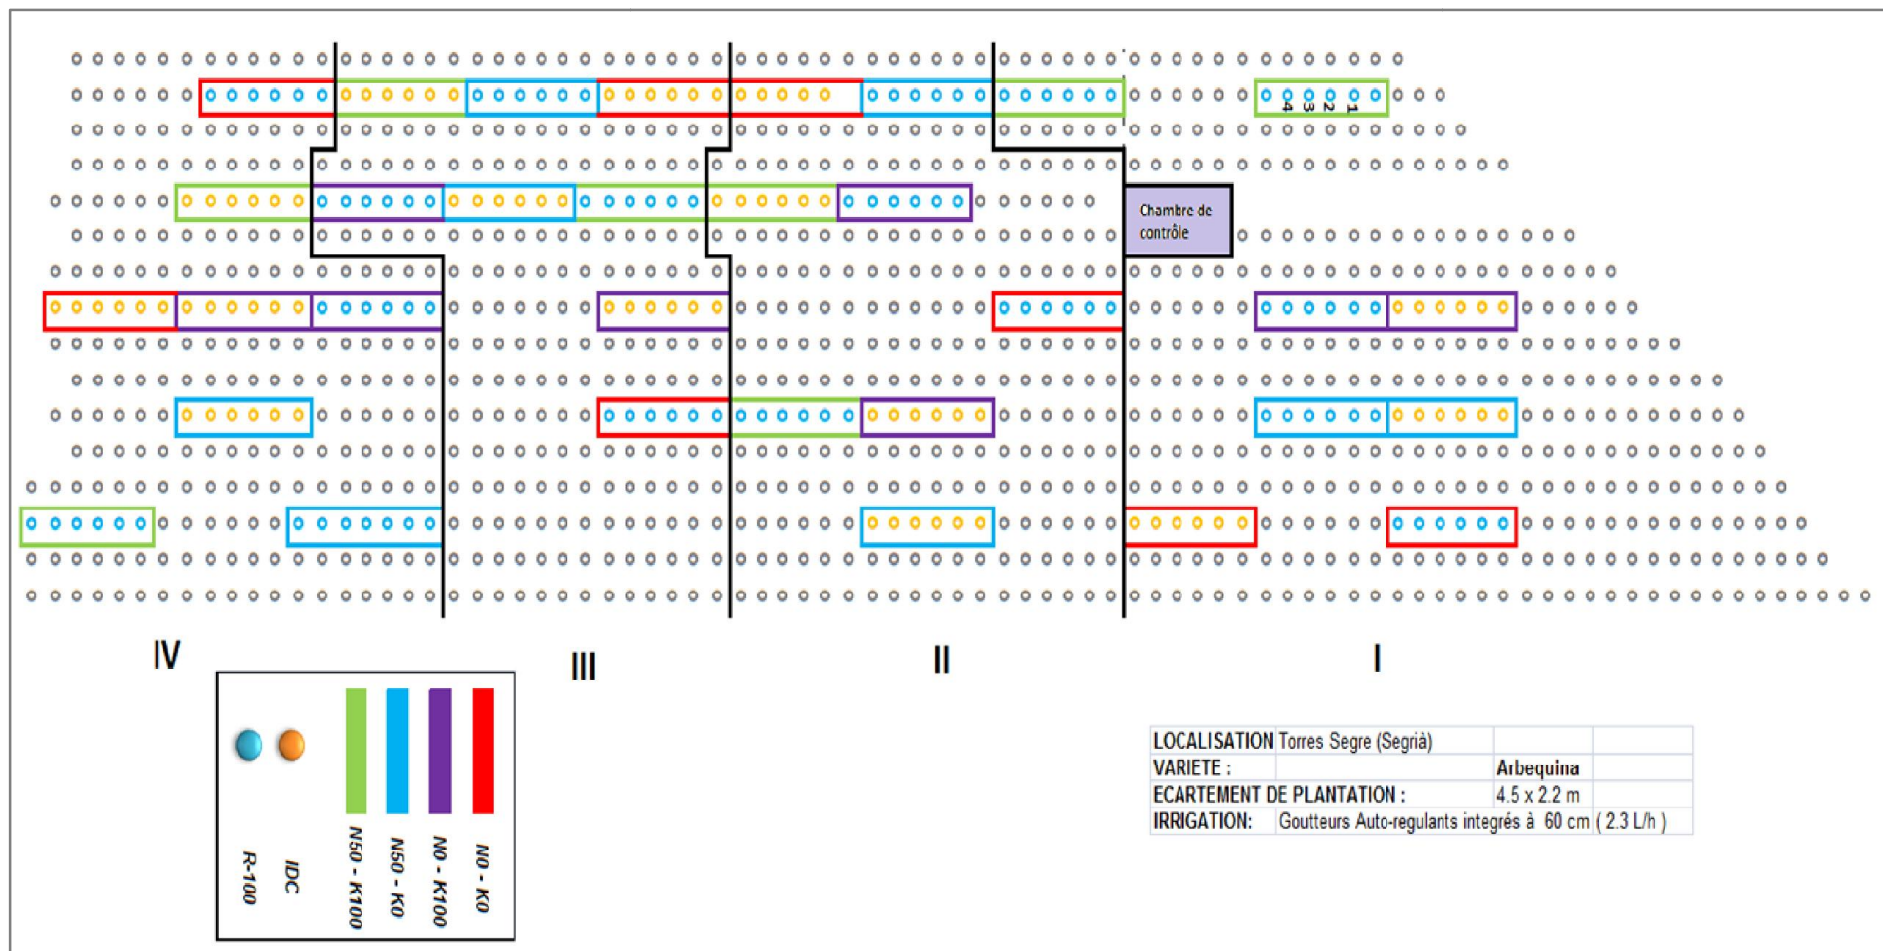 4 3 2 1
Chambre de
contrôle
IV
III
II
I
R-100
IDC
N50 - K100
N50 - K0
N0 - K100
N0 - K0
LOCALISATION Torres Segre (Segrià)
VARIETE : Arbequina
ECARTEMENT DE PLANTATION : 4.5 x 2.2 m
IRRIGATION: Goutteurs Auto-regulants integrés à 60 cm ( 2.3 L/h )